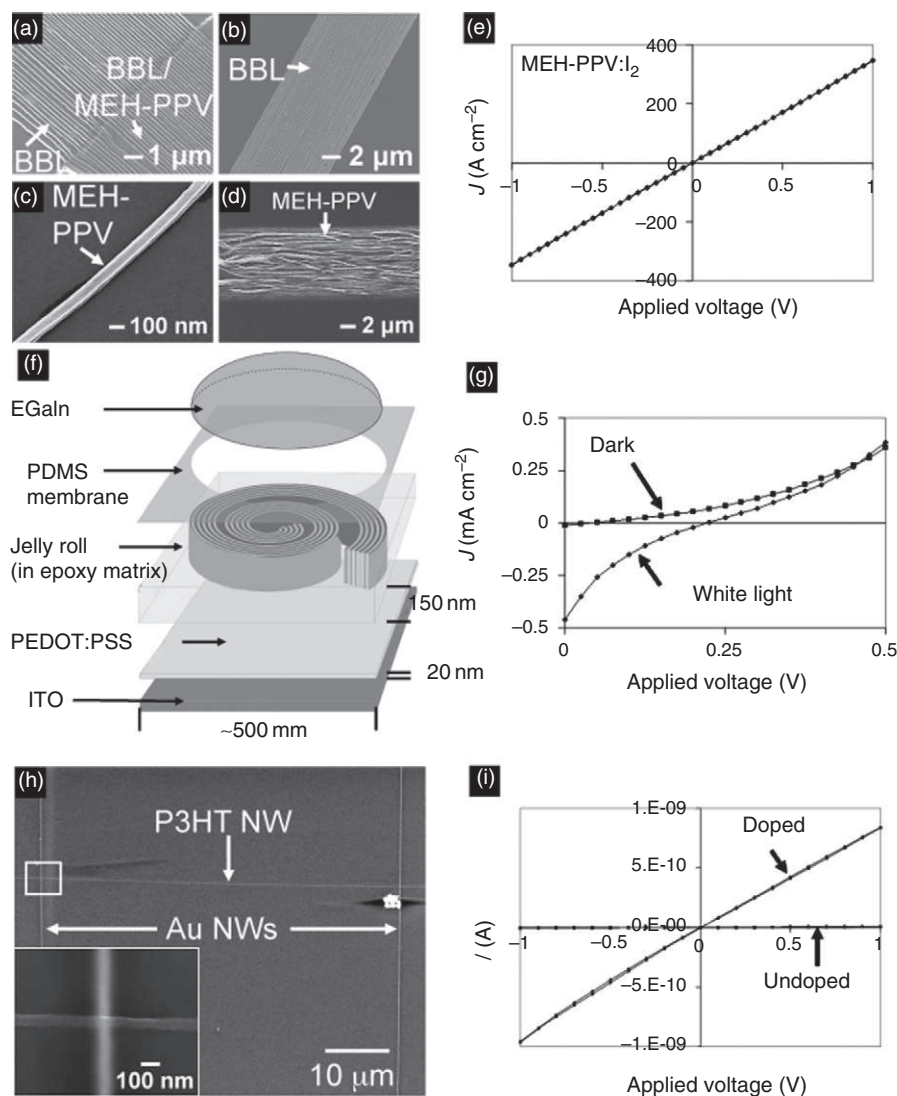 (a)
BBL/
MEH-PPV
BBL
1 µm
(b)
BBL
2 µm
(c)
MEH-
PPV
100 nm
(d)
MEH-PPV
2 µm
(e)
MEH-PPV:I₂
J (A cm⁻²)
400
200
0
−200
−400
−1
−0.5
0
0.5
1
Applied voltage (V)
(f)
EGaIn
PDMS
membrane
Jelly roll
(in epoxy matrix)
150 nm
PEDOT:PSS
20 nm
ITO
~500 mm
(g)
J (mA cm⁻²)
0.5
0.25
0
−0.25
−0.5
Dark
White light
0
0.25
0.5
Applied voltage (V)
(h)
P3HT NW
Au NWs
100 nm
10 µm
(i)
I (A)
1.E-09
5.E-10
0.E+00
−5.E-10
−1.E-09
Doped
Undoped
−1
−0.5
0
0.5
1
Applied voltage (V)